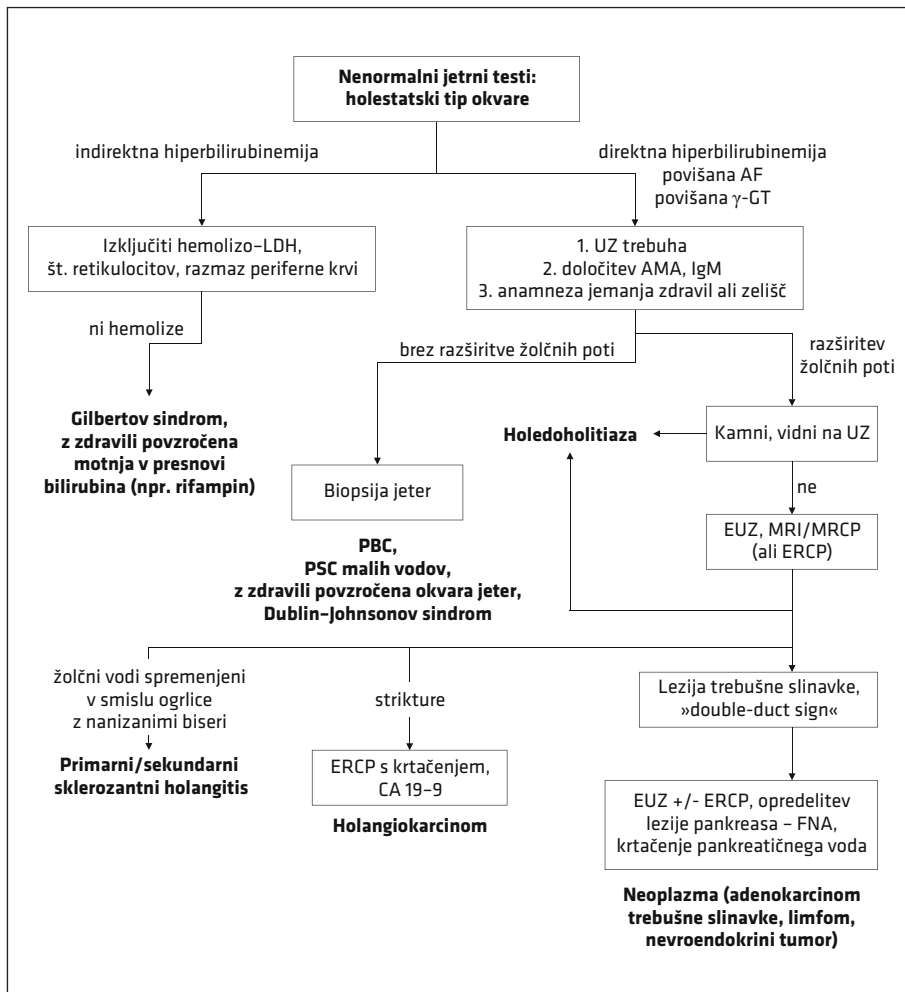 Nenormalni jetrni testi:
holestatski tip okvare
indirektna hiperbilirubinemija
direktna hiperbilirubinemija
povišana AF
povišana γ-GT
Izključiti hemolizo–LDH,
št. retikulocitov, razmaz periferne krvi
1. UZ trebuha
2. določitev AMA, IgM
3. anamneza jemanja zdravil ali zelišč
ni hemolize
brez razširitve žolčnih poti
razširitev
žolčnih poti
Gilbertov sindrom,
z zdravili povzročena
motnja v presnovi
bilirubina (npr. rifampin)
Holedoholitiaza
Kamni, vidni na UZ
Biopsija jeter
ne
EUZ, MRI/MRCP
(ali ERCP)
PBC,
PSC malih vodov,
z zdravili povzročena okvara jeter,
Dublin–Johnsonov sindrom
žolčni vodi spremenjeni
v smislu ogrlice
z nanizanimi biseri
strikture
Lezija trebušne slinavke,
»double-duct sign«
Primarni/sekundarni
sklerozantni holangitis
ERCP s krtačenjem,
CA 19–9
Holangiokarcinom
EUZ +/- ERCP, opredelitev
lezije pankreasa – FNA,
krtačenje pankreatičnega voda
Neoplazma (adenokarcinom
trebušne slinavke, limfom,
nevroendokrini tumor)